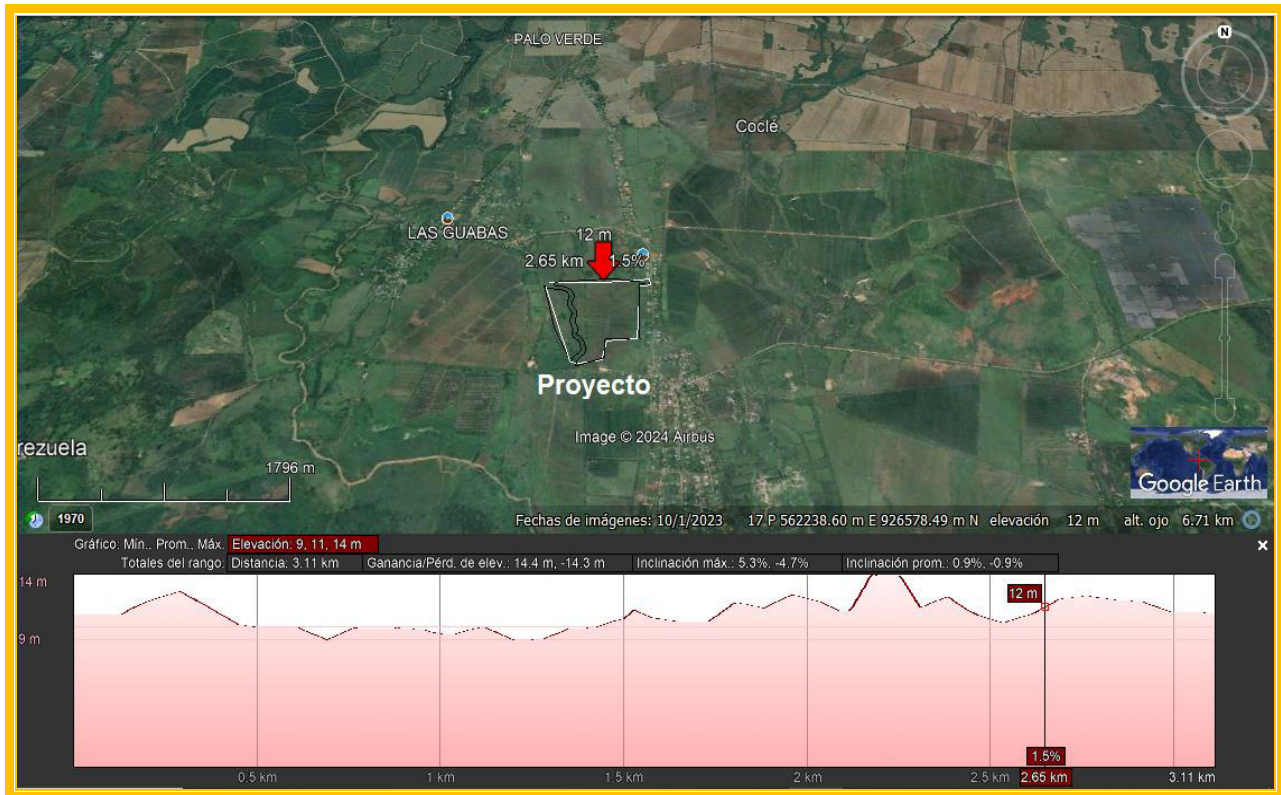 N
PALO VERDE
Coclé
LAS GUABAS
12 m
2.65 km 1.5%
Proyecto
Image © 2024 Airbus
rezuela
1796 m
Google Earth
1970
Fechas de imágenes: 10/1/2023 17 P 562238.60 m E 926578.49 m N elevación 12 m alt. ojo 6.71 km
Gráfico: Mín., Prom., Máx. Elevación: 9, 11, 14 m
Totales del rango: Distancia: 3.11 km Ganancia/Pérd. de elev.: 14.4 m, -14.3 m Inclinación máx.: 5.3%, -4.7% Inclinación prom.: 0.9%, -0.9%
14 m
12 m
9 m
1.5%
0.5 km 1 km 1.5 km 2 km 2.5 km 2.65 km 3.11 km